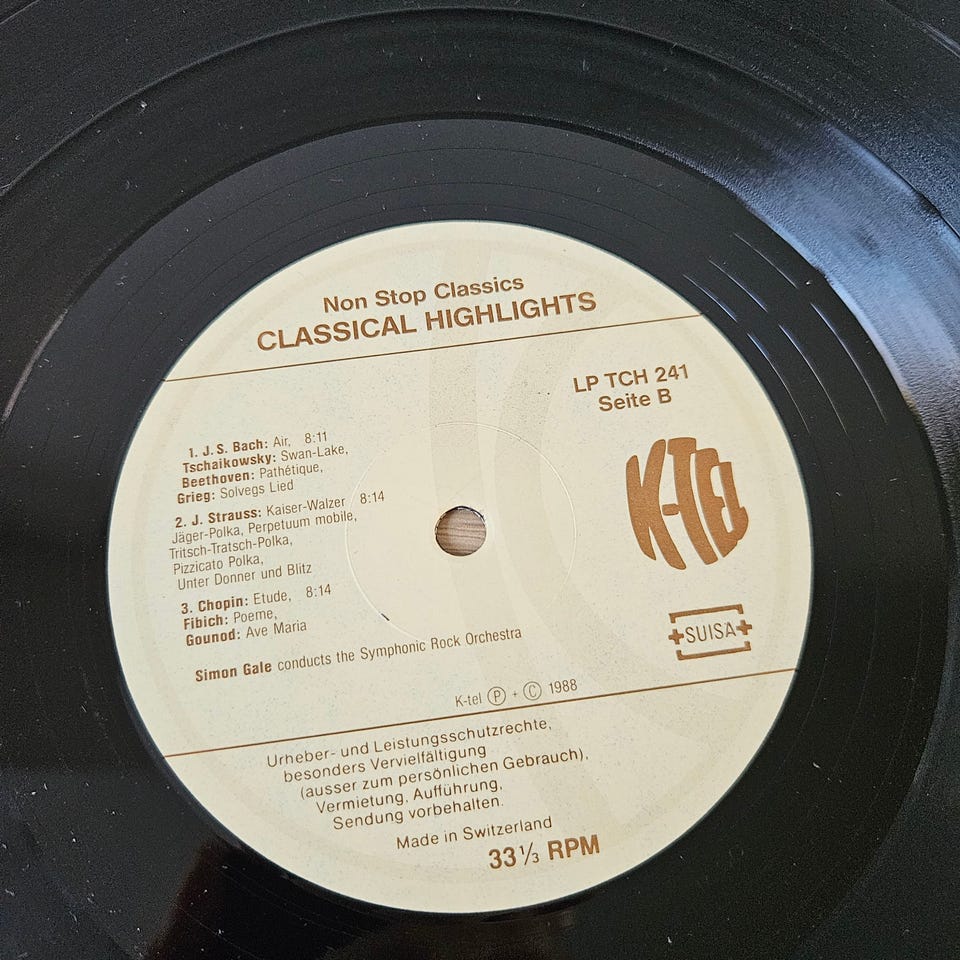 Non Stop Classics
CLASSICAL HIGHLIGHTS
LP TCH 241
Seite B
1. J. S. Bach: Air, 8:11
Tschaikowsky: Swan-Lake,
Beethoven: Pathétique,
Grieg: Solvegs Lied
2. J. Strauss: Kaiser-Walzer 8:14
Jäger-Polka, Perpetuum mobile,
Tritsch-Tratsch-Polka,
Pizzicato Polka,
Unter Donner und Blitz
3. Chopin: Etude, 8:14
Fibich: Poeme,
Gounod: Ave Maria
Simon Gale conducts the Symphonic Rock Orchestra
K-TEL
SUISA
K-tel Ⓟ + Ⓒ 1988
Urheber- und Leistungsschutzrechte,
besonders Vervielfältigung
(ausser zum persönlichen Gebrauch),
Vermietung, Aufführung,
Sendung vorbehalten.
Made in Switzerland
33⅓ RPM